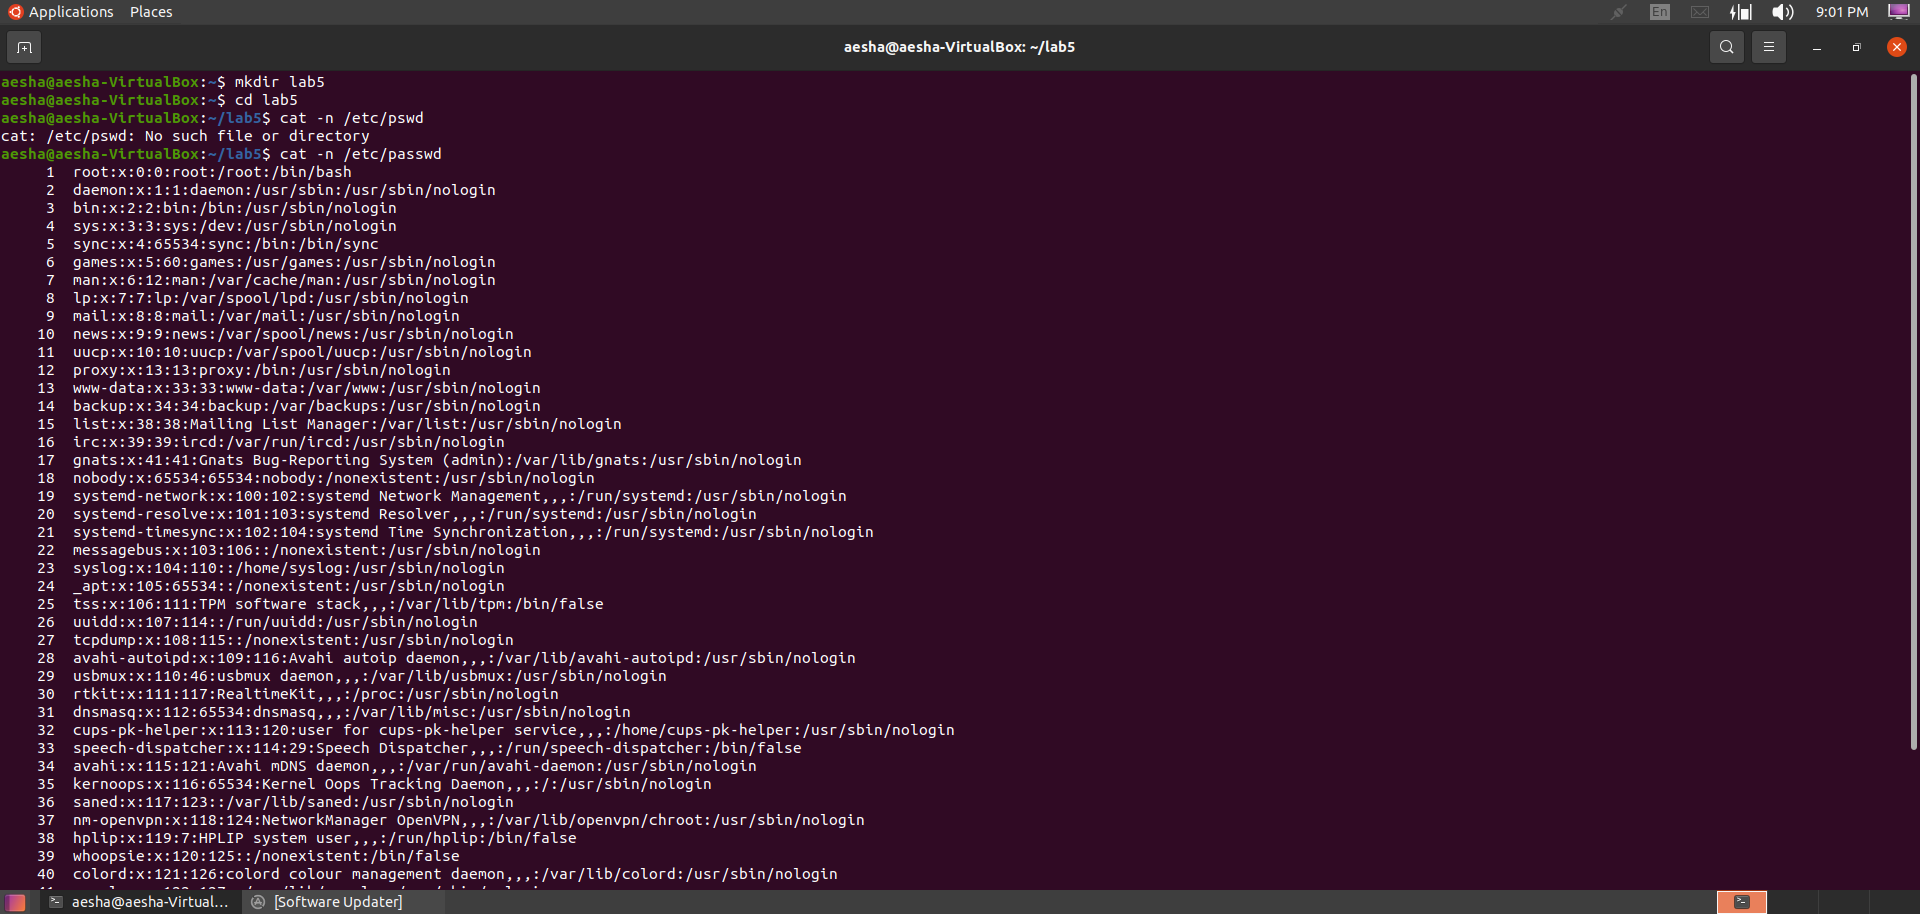 Applications Places En 9:01 PM
aesha@aesha-VirtualBox: ~/lab5
aesha@aesha-VirtualBox:~$ mkdir lab5
aesha@aesha-VirtualBox:~$ cd lab5
aesha@aesha-VirtualBox:~/lab5$ cat -n /etc/pswd
cat: /etc/pswd: No such file or directory
aesha@aesha-VirtualBox:~/lab5$ cat -n /etc/passwd
1 root:x:0:0:root:/root:/bin/bash
2 daemon:x:1:1:daemon:/usr/sbin:/usr/sbin/nologin
3 bin:x:2:2:bin:/bin:/usr/sbin/nologin
4 sys:x:3:3:sys:/dev:/usr/sbin/nologin
5 sync:x:4:65534:sync:/bin:/bin/sync
6 games:x:5:60:games:/usr/games:/usr/sbin/nologin
7 man:x:6:12:man:/var/cache/man:/usr/sbin/nologin
8 lp:x:7:7:lp:/var/spool/lpd:/usr/sbin/nologin
9 mail:x:8:8:mail:/var/mail:/usr/sbin/nologin
10 news:x:9:9:news:/var/spool/news:/usr/sbin/nologin
11 uucp:x:10:10:uucp:/var/spool/uucp:/usr/sbin/nologin
12 proxy:x:13:13:proxy:/bin:/usr/sbin/nologin
13 www-data:x:33:33:www-data:/var/www:/usr/sbin/nologin
14 backup:x:34:34:backup:/var/backups:/usr/sbin/nologin
15 list:x:38:38:Mailing List Manager:/var/list:/usr/sbin/nologin
16 irc:x:39:39:ircd:/var/run/ircd:/usr/sbin/nologin
17 gnats:x:41:41:Gnats Bug-Reporting System (admin):/var/lib/gnats:/usr/sbin/nologin
18 nobody:x:65534:65534:nobody:/nonexistent:/usr/sbin/nologin
19 systemd-network:x:100:102:systemd Network Management,,,:/run/systemd:/usr/sbin/nologin
20 systemd-resolve:x:101:103:systemd Resolver,,,:/run/systemd:/usr/sbin/nologin
21 systemd-timesync:x:102:104:systemd Time Synchronization,,,:/run/systemd:/usr/sbin/nologin
22 messagebus:x:103:106::/nonexistent:/usr/sbin/nologin
23 syslog:x:104:110::/home/syslog:/usr/sbin/nologin
24 _apt:x:105:65534::/nonexistent:/usr/sbin/nologin
25 tss:x:106:111:TPM software stack,,,:/var/lib/tpm:/bin/false
26 uuidd:x:107:114::/run/uuidd:/usr/sbin/nologin
27 tcpdump:x:108:115::/nonexistent:/usr/sbin/nologin
28 avahi-autoipd:x:109:116:Avahi autoip daemon,,,:/var/lib/avahi-autoipd:/usr/sbin/nologin
29 usbmux:x:110:46:usbmux daemon,,,:/var/lib/usbmux:/usr/sbin/nologin
30 rtkit:x:111:117:RealtimeKit,,,:/proc:/usr/sbin/nologin
31 dnsmasq:x:112:65534:dnsmasq,,,:/var/lib/misc:/usr/sbin/nologin
32 cups-pk-helper:x:113:120:user for cups-pk-helper service,,,:/home/cups-pk-helper:/usr/sbin/nologin
33 speech-dispatcher:x:114:29:Speech Dispatcher,,,:/run/speech-dispatcher:/bin/false
34 avahi:x:115:121:Avahi mDNS daemon,,,:/var/run/avahi-daemon:/usr/sbin/nologin
35 kernoops:x:116:65534:Kernel Oops Tracking Daemon,,,:/:/usr/sbin/nologin
36 saned:x:117:123::/var/lib/saned:/usr/sbin/nologin
37 nm-openvpn:x:118:124:NetworkManager OpenVPN,,,:/var/lib/openvpn/chroot:/usr/sbin/nologin
38 hplip:x:119:7:HPLIP system user,,,:/run/hplip:/bin/false
39 whoopsie:x:120:125::/nonexistent:/bin/false
40 colord:x:121:126:colord colour management daemon,,,:/var/lib/colord:/usr/sbin/nologin
aesha@aesha-Virtual... [Software Updater]